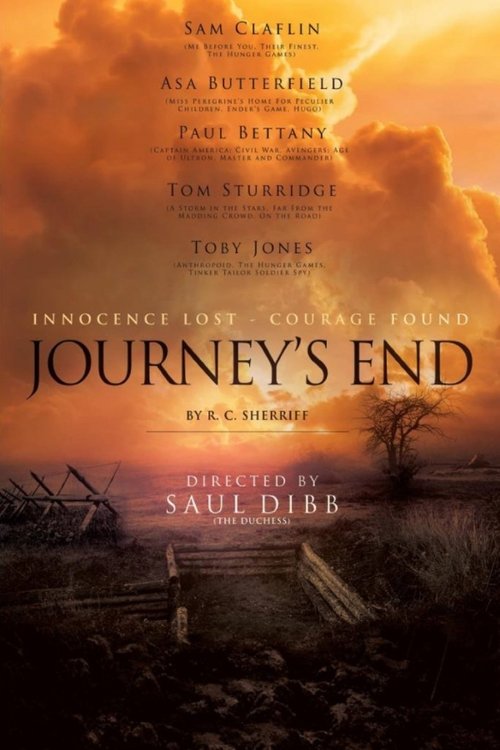 SAM CLAFLIN
(ME BEFORE YOU, THEIR FINEST,
THE HUNGER GAMES)
ASA BUTTERFIELD
(MISS PEREGRINE'S HOME FOR PECULIER
CHILDREN, ENDER'S GAME, HUGO)
PAUL BETTANY
(CAPTAIN AMERICA: CIVIL WAR, AVENGERS: AGE
OF ULTRON, MASTER AND COMMANDER)
TOM STURRIDGE
(A STORM IN THE STARS, FAR FROM THE
MADDING CROWD, ON THE ROAD)
TOBY JONES
(ANTHROPOID, THE HUNGER GAMES,
TINKER TAILOR SOLDIER SPY)
INNOCENCE LOST - COURAGE FOUND
JOURNEY'S END
BY R. C. SHERRIFF
DIRECTED BY
SAUL DIBB
(THE DUCHESS)